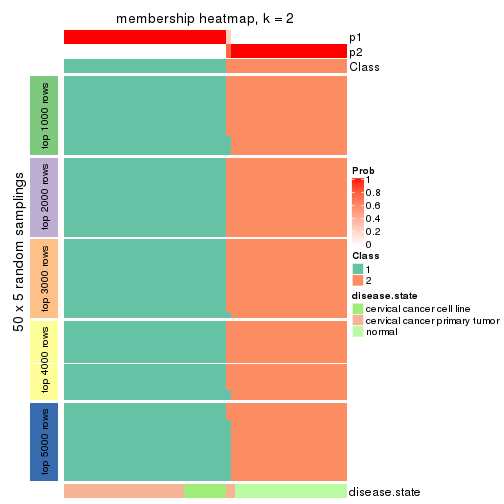 membership heatmap, k = 2
p1
p2
Class
50 x 5 random samplings
top 1000 rows
top 2000 rows
top 3000 rows
top 4000 rows
top 5000 rows
Prob
1
0.8
0.6
0.4
0.2
0
Class
1
2
disease.state
cervical cancer cell line
cervical cancer primary tumor
normal
disease.state